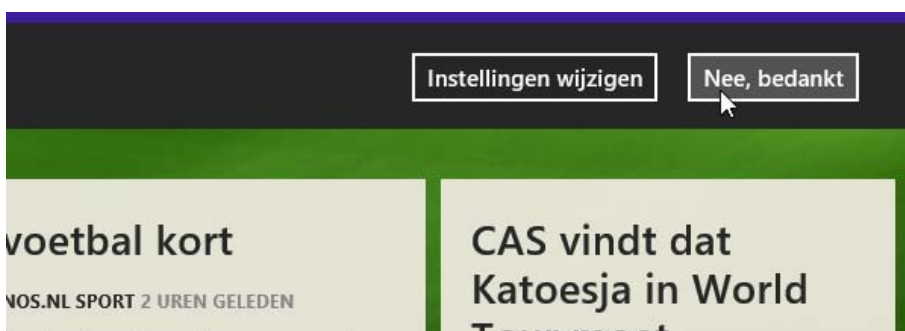 Instellingen wijzigen
Nee, bedankt
voetbal kort
NOS.NL SPORT 2 UREN GELEDEN
CAS vindt dat
Katoesja in World